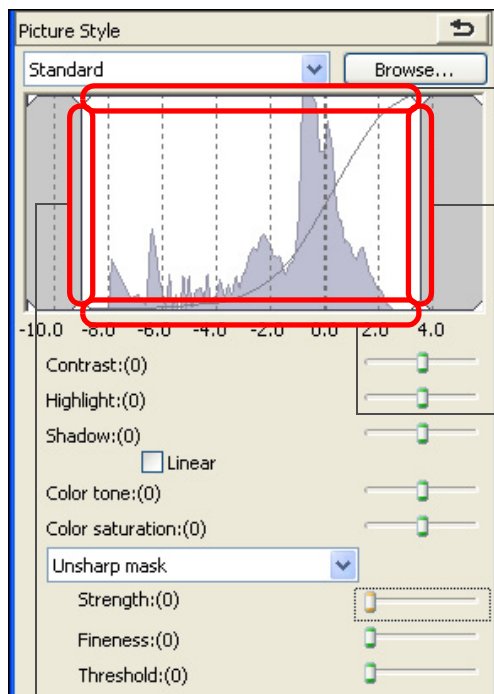 Picture Style
Standard
Browse...
-10.0 -8.0 -6.0 -4.0 -2.0 0.0 2.0 4.0
Contrast:(0)
Highlight:(0)
Shadow:(0)
Linear
Color tone:(0)
Color saturation:(0)
Unsharp mask
Strength:(0)
Fineness:(0)
Threshold:(0)